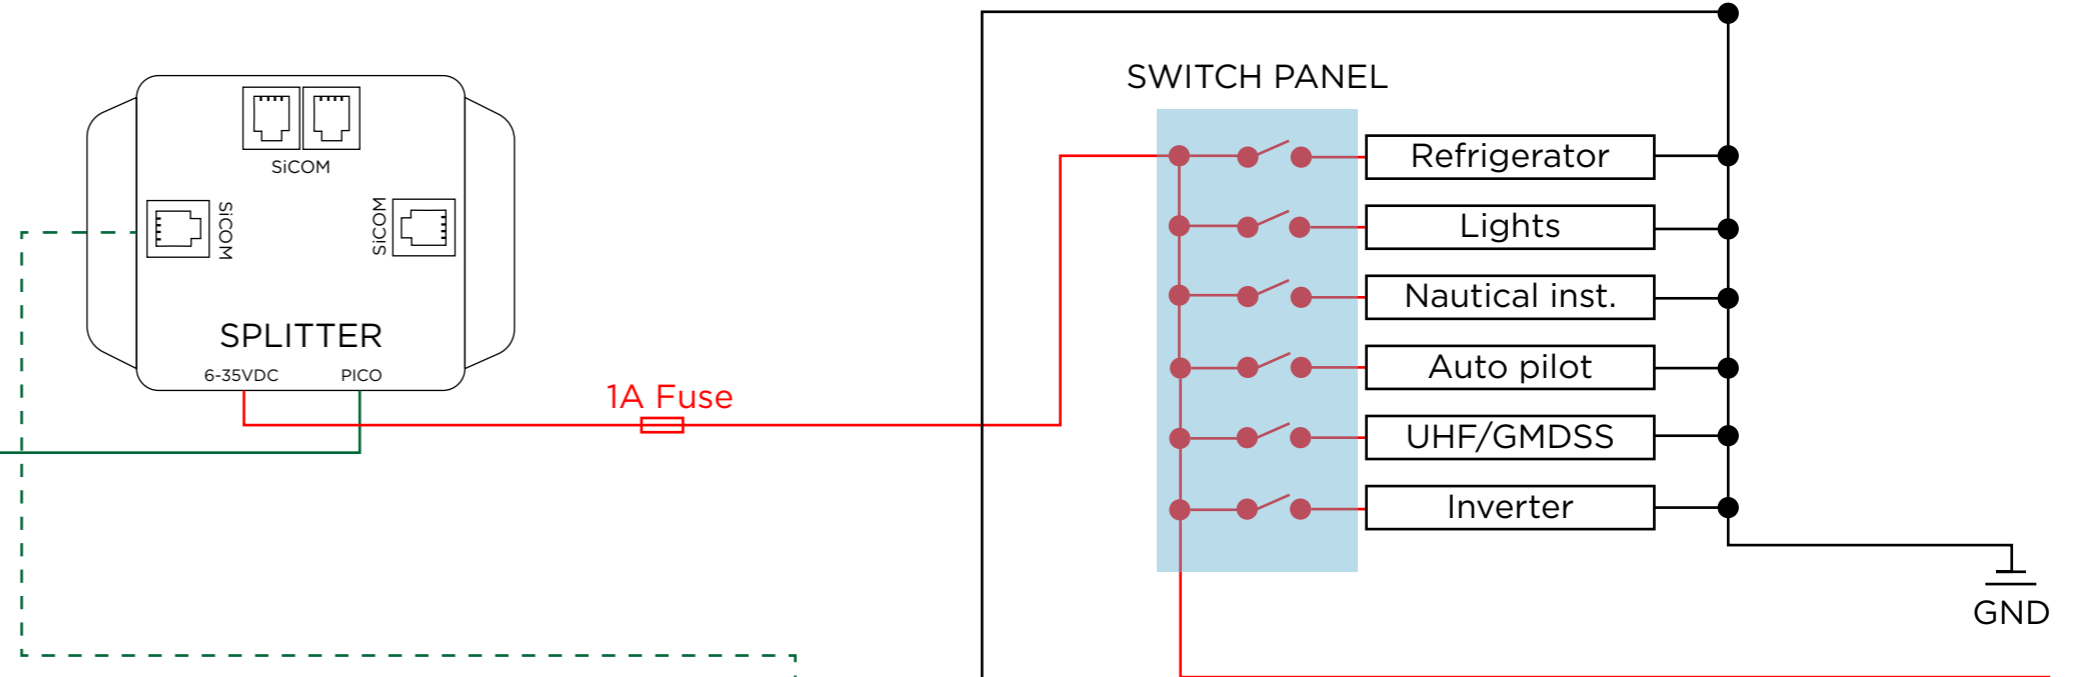 SWITCH PANEL
SiCOM
SiCOM
SiCOM
SPLITTER
6-35VDC
PICO
1A Fuse
Refrigerator
Lights
Nautical inst.
Auto pilot
UHF/GMDSS
Inverter
GND